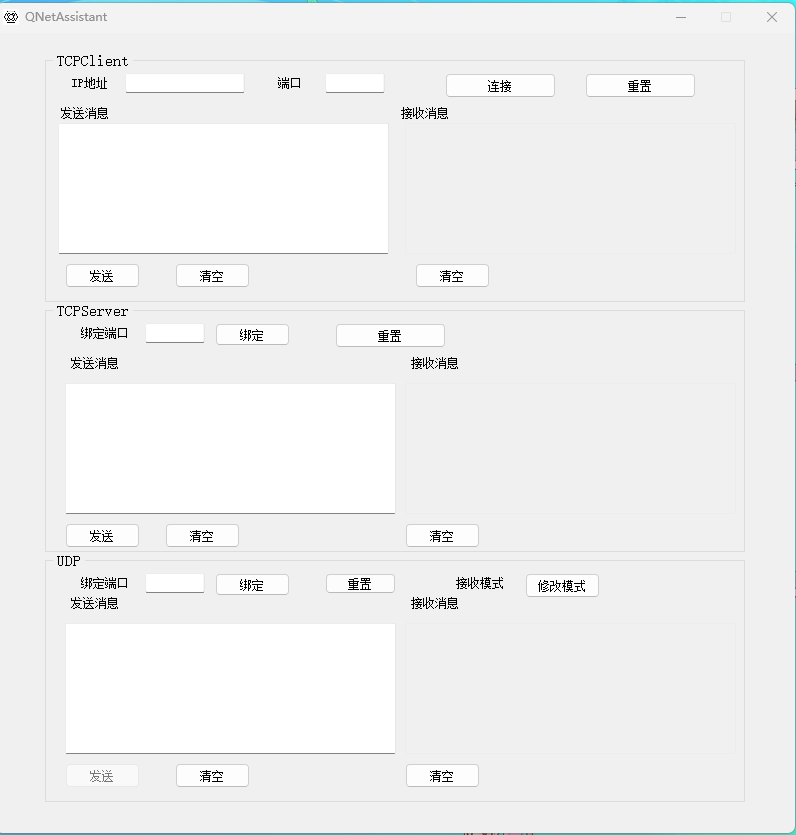 QNetAssistant
TCPClient
IP地址 端口 连接 重置
发送消息 接收消息
发送 清空 清空
TCPServer
绑定端口 绑定 重置
发送消息 接收消息
发送 清空 清空
UDP
绑定端口 绑定 重置 接收模式 修改模式
发送消息 接收消息
发送 清空 清空